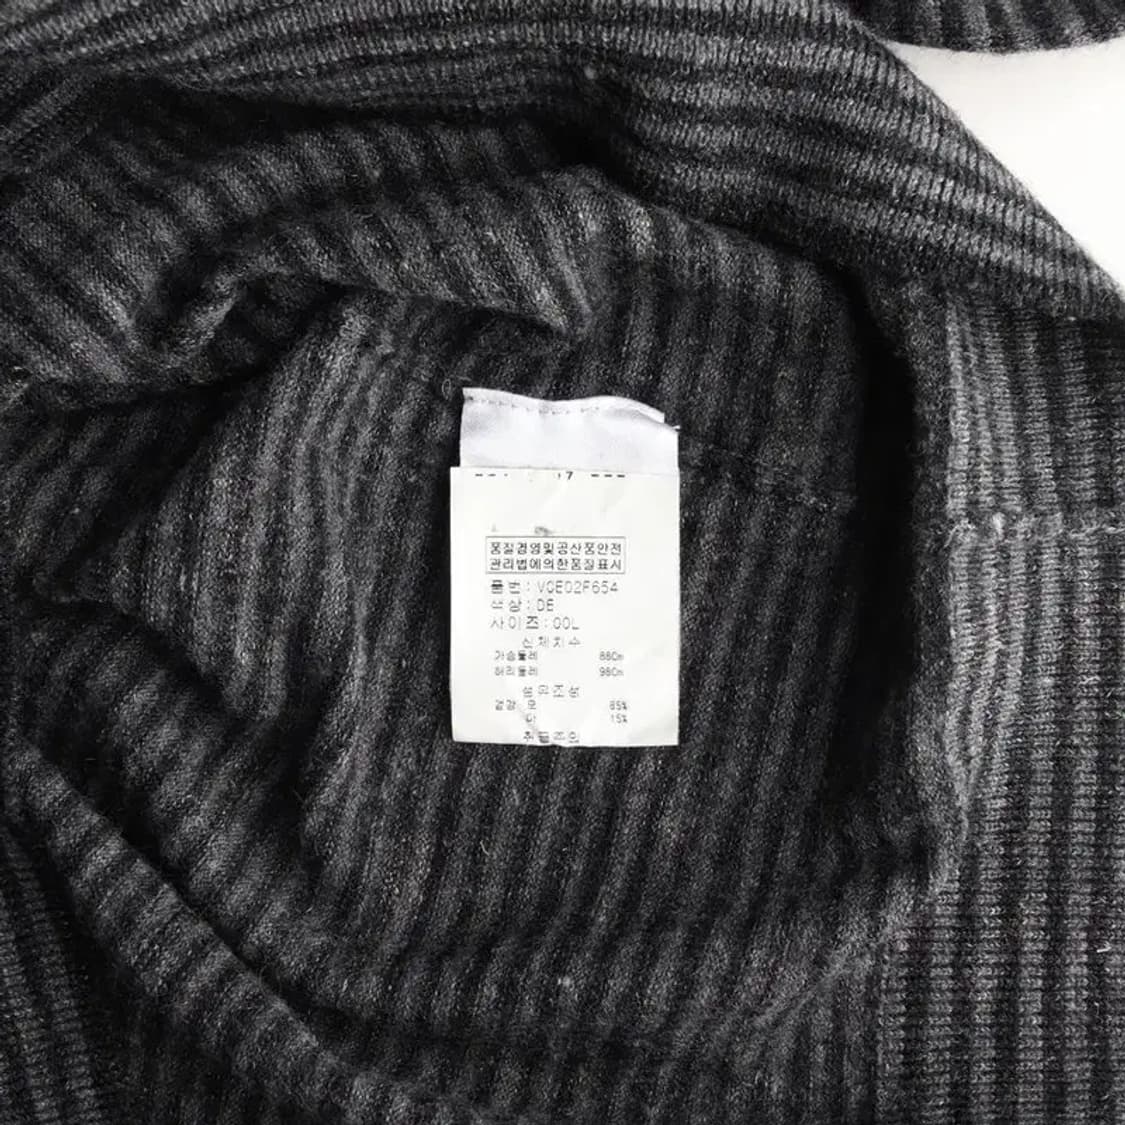 품질경영및공산품안전
관리법에의한품질표시
품 번 : VQE02F654
색 상 : DE
사이즈 : 00L
신체치수
가슴둘레 88Cm
허리둘레 98Cm
섬유조성
겉감 모 85%
15%
취급주의